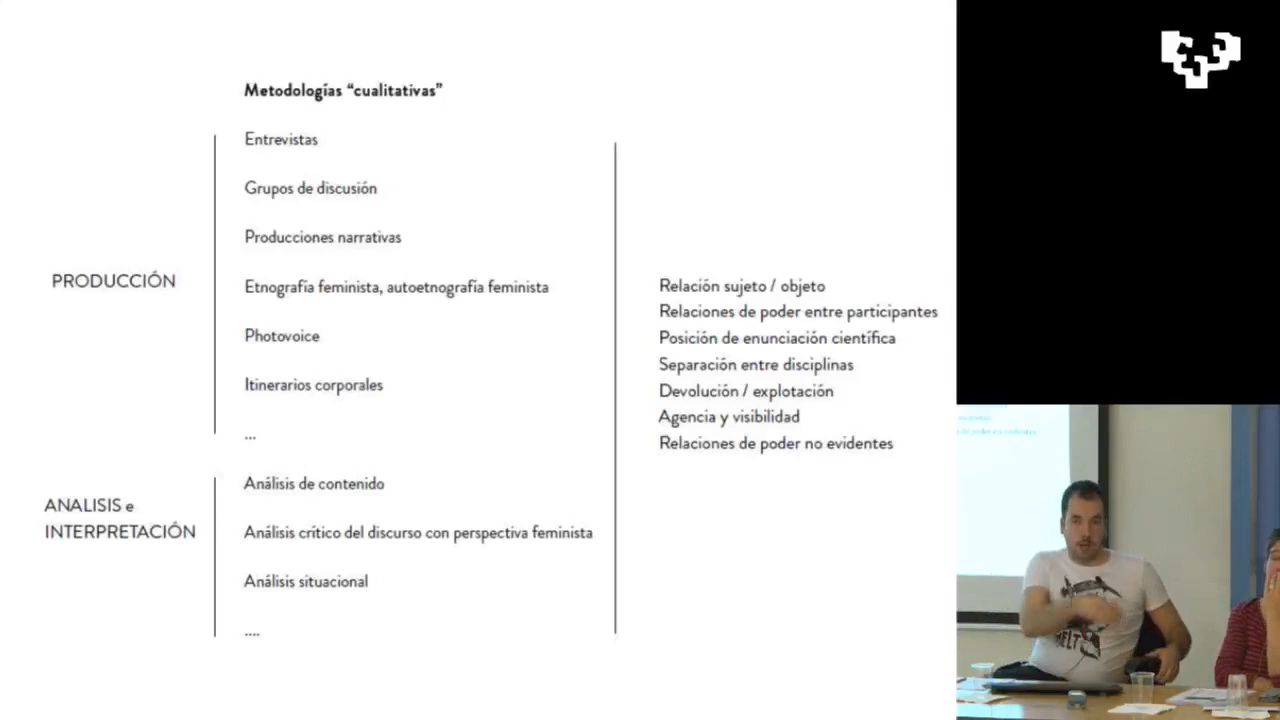 Metodologías “cualitativas”
PRODUCCIÓN
Entrevistas
Grupos de discusión
Producciones narrativas
Etnografía feminista, autoetnografía feminista
Photovoice
Itinerarios corporales
...
ANALISIS e
INTERPRETACIÓN
Análisis de contenido
Análisis crítico del discurso con perspectiva feminista
Análisis situacional
....
Relación sujeto / objeto
Relaciones de poder entre participantes
Posición de enunciación científica
Separación entre disciplinas
Devolución / explotación
Agencia y visibilidad
Relaciones de poder no evidentes